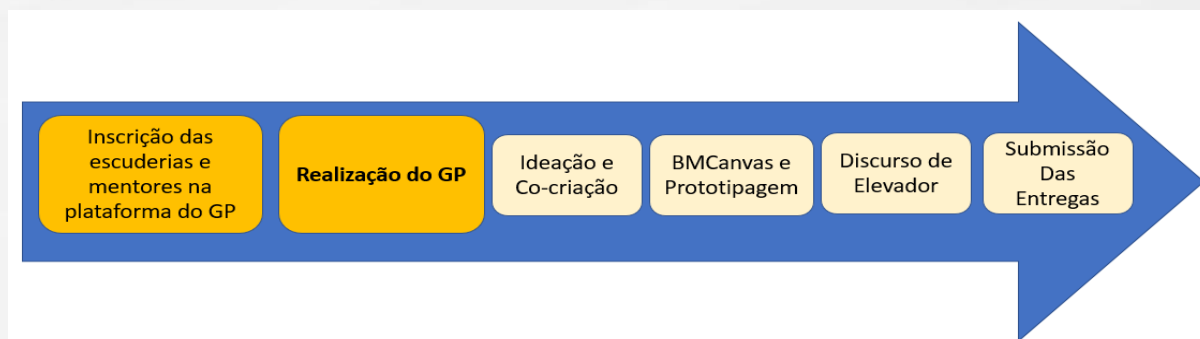 Inscrição das
escuderias e
mentores na
plataforma do GP
Realização do GP
Ideação e
Co-criação
BMCanvas e
Prototipagem
Discurso de
Elevador
Submissão
Das
Entregas